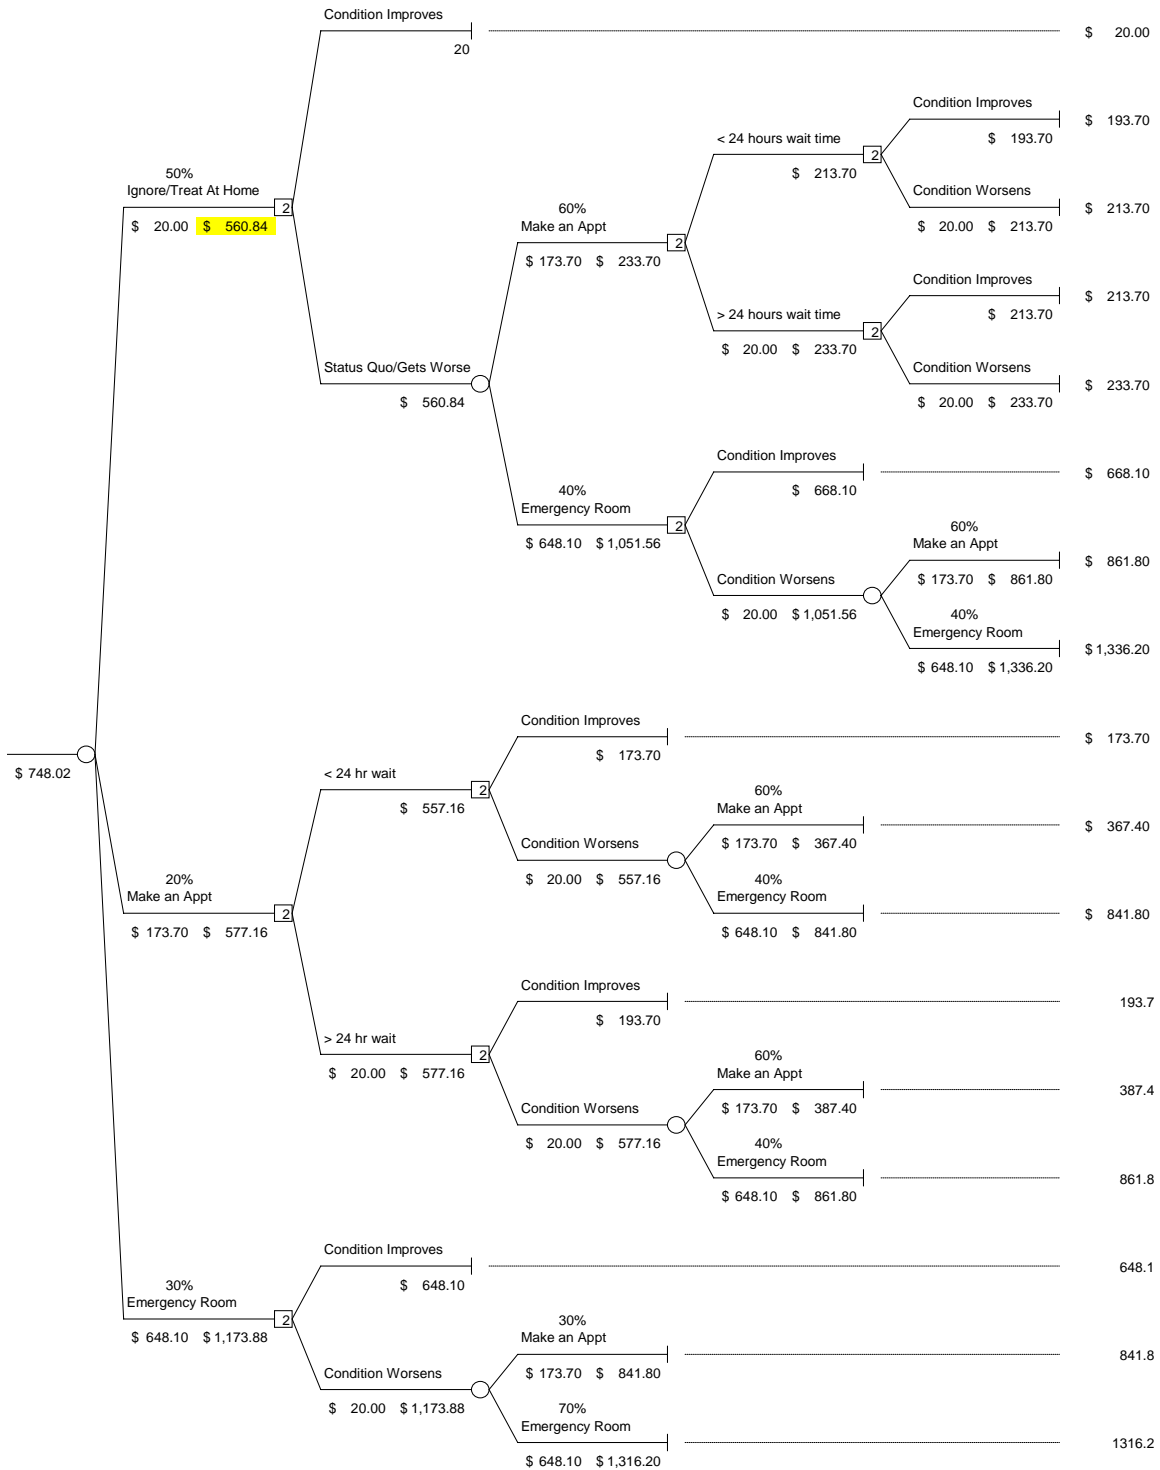 Condition Improves
20
$ 20.00
Condition Improves
$ 193.70
$ 193.70
< 24 hours wait time
2
$ 213.70
50%
Ignore/Treat At Home
2
$ 20.00 $ 560.84
Condition Worsens
$ 20.00 $ 213.70
$ 213.70
60%
Make an Appt
2
$ 173.70 $ 233.70
Condition Improves
$ 213.70
$ 213.70
> 24 hours wait time
2
$ 20.00 $ 233.70
Status Quo/Gets Worse
$ 560.84
Condition Worsens
$ 20.00 $ 233.70
$ 233.70
Condition Improves
$ 668.10
$ 668.10
40%
Emergency Room
2
$ 648.10 $ 1,051.56
60%
Make an Appt
$ 173.70 $ 861.80
$ 861.80
Condition Worsens
$ 20.00 $ 1,051.56
40%
Emergency Room
$ 648.10 $ 1,336.20
$ 1,336.20
Condition Improves
$ 173.70
$ 173.70
$ 748.02
< 24 hr wait
2
$ 557.16
60%
Make an Appt
$ 173.70 $ 367.40
$ 367.40
Condition Worsens
$ 20.00 $ 557.16
20%
Make an Appt
2
$ 173.70 $ 577.16
40%
Emergency Room
$ 648.10 $ 841.80
$ 841.80
Condition Improves
$ 193.70
193.7
> 24 hr wait
2
$ 20.00 $ 577.16
60%
Make an Appt
$ 173.70 $ 387.40
387.4
Condition Worsens
$ 20.00 $ 577.16
40%
Emergency Room
$ 648.10 $ 861.80
861.8
Condition Improves
$ 648.10
648.1
30%
Emergency Room
2
$ 648.10 $ 1,173.88
30%
Make an Appt
$ 173.70 $ 841.80
841.8
Condition Worsens
$ 20.00 $ 1,173.88
70%
Emergency Room
$ 648.10 $ 1,316.20
1316.2